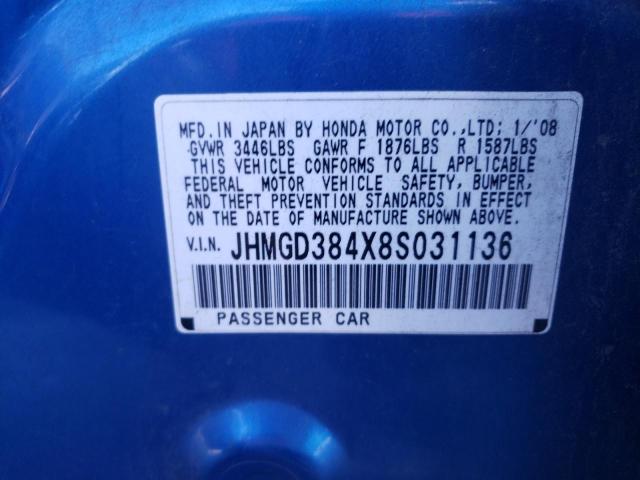 MFD.IN JAPAN BY HONDA MOTOR CO.,LTD; 1/'08
GVWR 3446LBS GAWR F 1876LBS R 1587LBS
THIS VEHICLE CONFORMS TO ALL APPLICABLE
FEDERAL MOTOR VEHICLE SAFETY, BUMPER,
AND THEFT PREVENTION STANDARDS IN EFFECT
ON THE DATE OF MANUFACTURE SHOWN ABOVE.
V.I.N. JHMGD384X8S031136
PASSENGER CAR